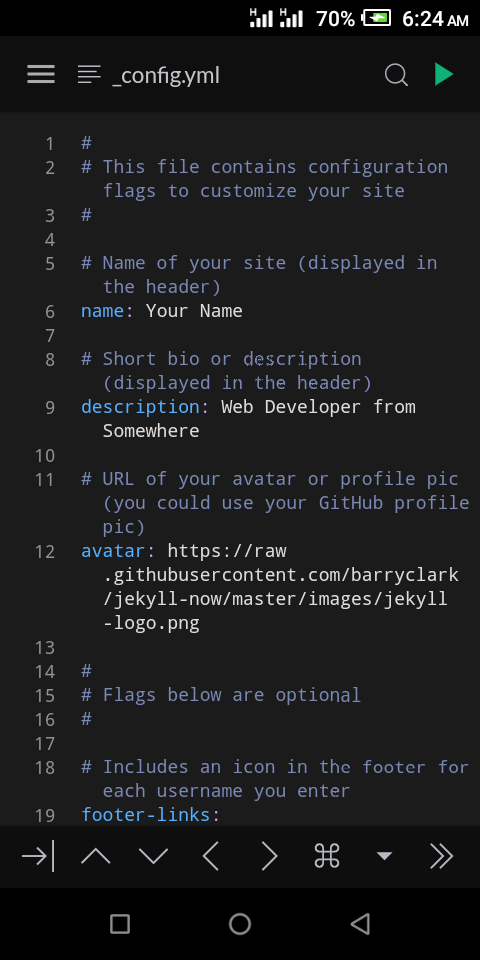 H H 70% 6:24 AM
_config.yml
1 #
2 # This file contains configuration
flags to customize your site
3 #
4
5 # Name of your site (displayed in
the header)
6 name: Your Name
7
8 # Short bio or description
(displayed in the header)
9 description: Web Developer from
Somewhere
10
11 # URL of your avatar or profile pic
(you could use your GitHub profile
pic)
12 avatar: https://raw
.githubusercontent.com/barryclark
/jekyll-now/master/images/jekyll
-logo.png
13
14 #
15 # Flags below are optional
16 #
17
18 # Includes an icon in the footer for
each username you enter
19 footer-links: